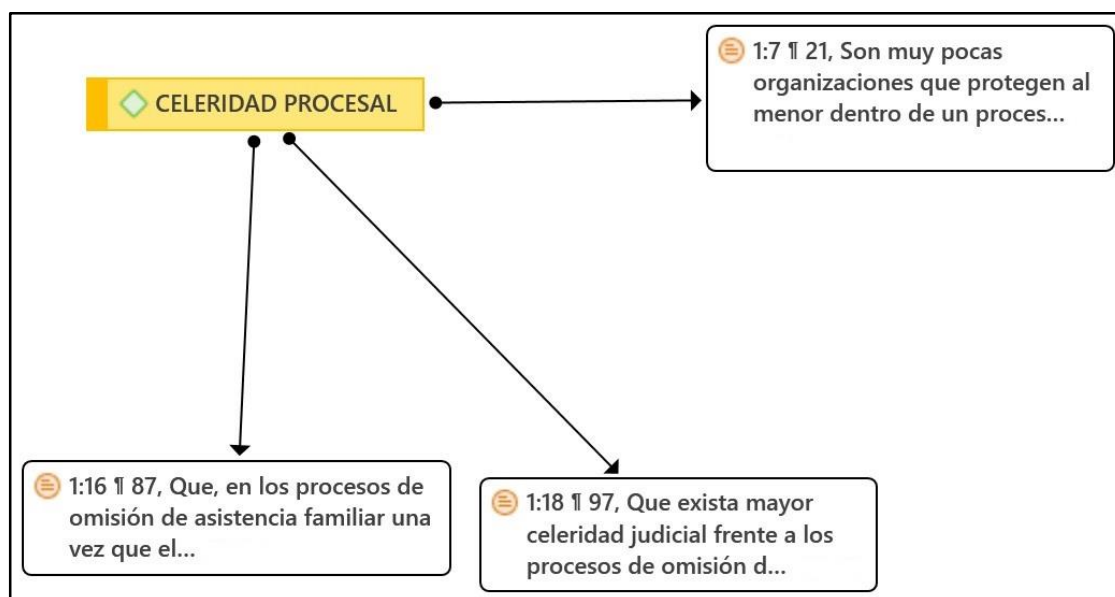 CELERIDAD PROCESAL
1:7 ¶ 21, Son muy pocas
organizaciones que protegen al
menor dentro de un proces...
1:16 ¶ 87, Que, en los procesos de
omisión de asistencia familiar una
vez que el...
1:18 ¶ 97, Que exista mayor
celeridad judicial frente a los
procesos de omisión d...